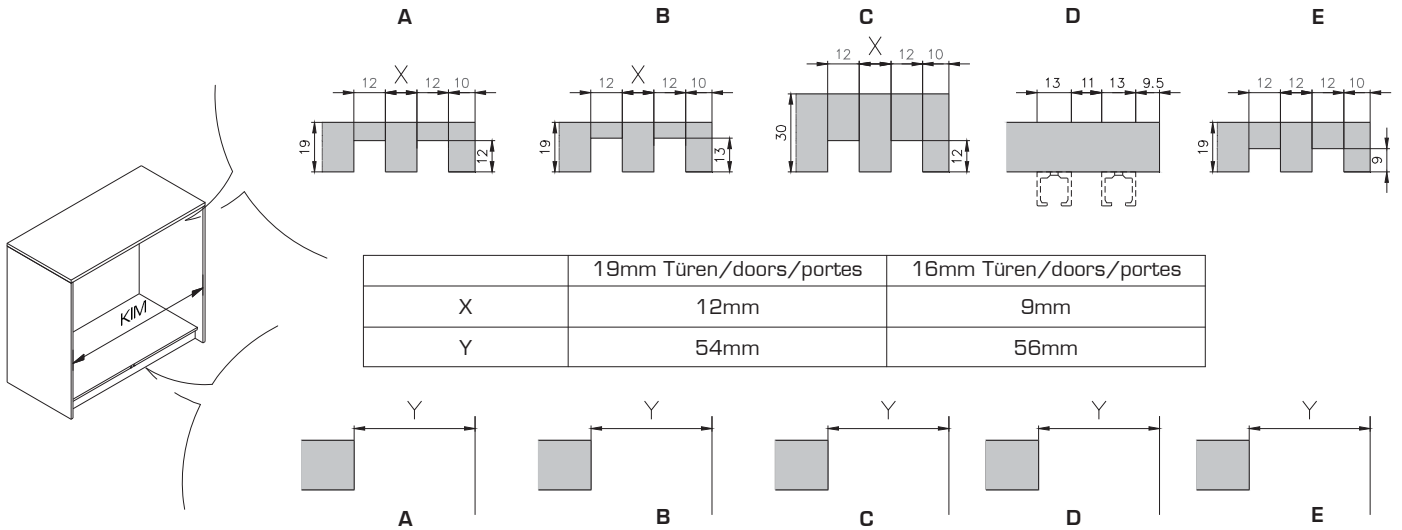 A B C D E
12 X 12 10
19
12
12 X 12 10
19
13
12 X 12 10
30
12
13 11 13 9.5
12 12 12 10
19
9
KIM
19mm Türen/doors/portes 16mm Türen/doors/portes
X 12mm 9mm
Y 54mm 56mm
Y Y Y Y Y
A B C D E